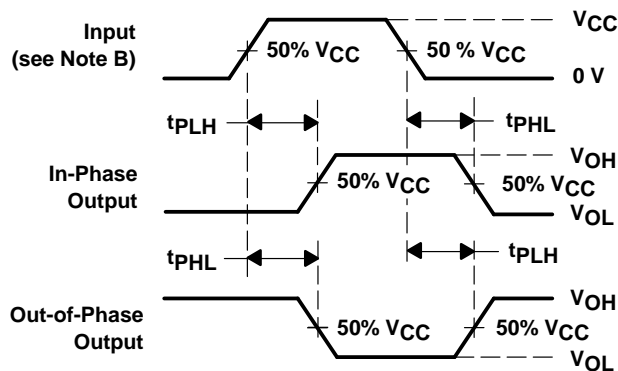 Input
(see Note B)
50% VCC
50 % VCC
VCC
0 V
tPLH
tPHL
In-Phase
Output
50% VCC
50% VCC
VOH
VOL
tPHL
tPLH
Out-of-Phase
Output
50% VCC
50% VCC
VOH
VOL